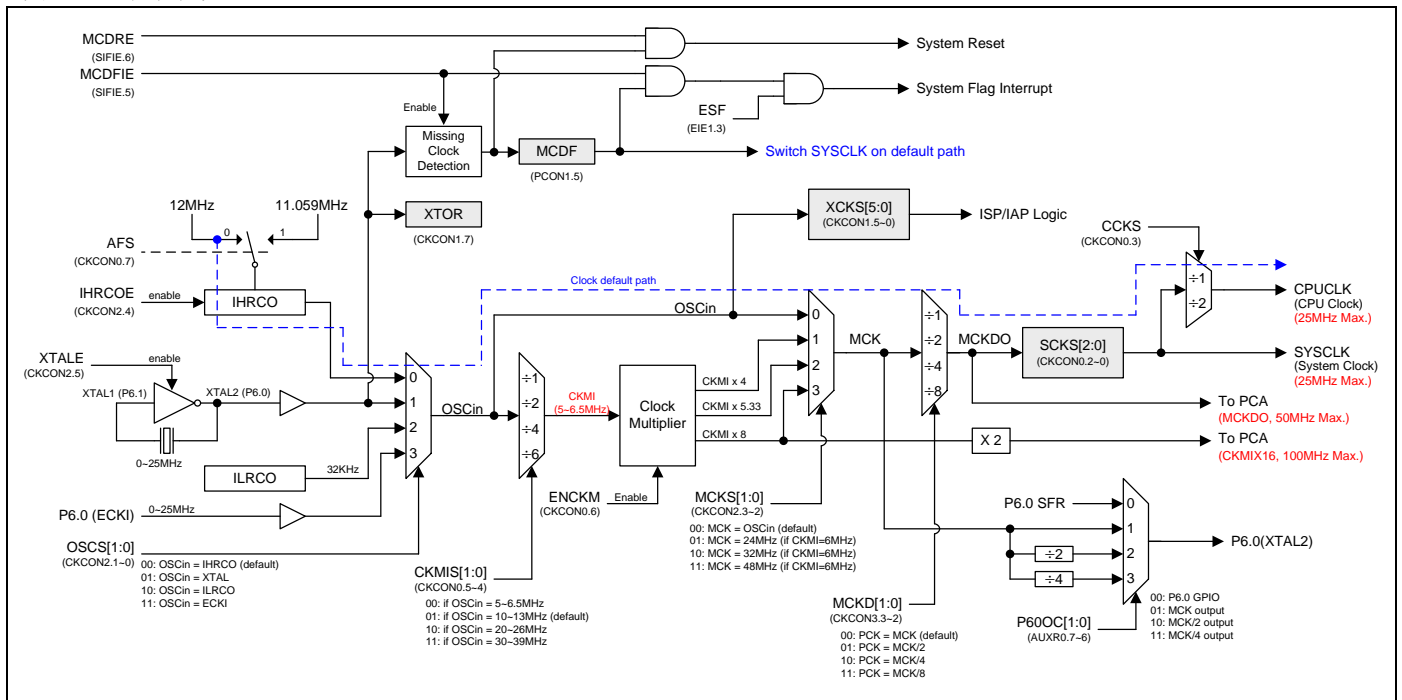 MCDRE
(SIFIE.6)
System Reset
MCDFIE
(SIFIE.5)
System Flag Interrupt
Enable
ESF
(EIE1.3)
Missing
Clock
Detection
MCDF
(PCON1.5)
Switch SYSCLK on default path
XTOR
(CKCON1.7)
XCKS[5:0]
(CKCON1.5~0)
ISP/IAP Logic
12MHz
11.059MHz
0
1
AFS
(CKCON0.7)
CCKS
(CKCON0.3)
IHRCOE
(CKCON2.4)
enable
IHRCO
Clock default path
OSCin
÷1
÷2
CPUCLK
(CPU Clock)
(25MHz Max.)
XTALE
(CKCON2.5)
enable
XTAL1 (P6.1)
XTAL2 (P6.0)
0~25MHz
ILRCO
32KHz
P6.0 (ECKI)
0~25MHz
0
1
2
3
OSCin
÷1
÷2
÷4
÷6
CKMI
(5~6.5MHz)
Clock
Multiplier
CKMI x 4
CKMI x 5.33
CKMI x 8
0
1
2
3
MCK
÷1
÷2
÷4
÷8
MCKDO
SCKS[2:0]
(CKCON0.2~0)
SYSCLK
(System Clock)
(25MHz Max.)
To PCA
(MCKDO, 50MHz Max.)
X 2
To PCA
(CKMIX16, 100MHz Max.)
OSCS[1:0]
(CKCON2.1~0)
00: OSCin = IHRCO (default)
01: OSCin = XTAL
10: OSCin = ILRCO
11: OSCin = ECKI
CKMIS[1:0]
(CKCON0.5~4)
00: if OSCin = 5~6.5MHz
01: if OSCin = 10~13MHz (default)
10: if OSCin = 20~26MHz
11: if OSCin = 30~39MHz
ENCKM
(CKCON0.6)
Enable
MCKS[1:0]
(CKCON2.3~2)
00: MCK = OSCin (default)
01: MCK = 24MHz (if CKMI=6MHz)
10: MCK = 32MHz (if CKMI=6MHz)
11: MCK = 48MHz (if CKMI=6MHz)
MCKD[1:0]
(CKCON3.3~2)
00: PCK = MCK (default)
01: PCK = MCK/2
10: PCK = MCK/4
11: PCK = MCK/8
P6.0 SFR
÷2
÷4
0
1
2
3
P6.0(XTAL2)
P60OC[1:0]
(AUXR0.7~6)
00: P6.0 GPIO
01: MCK output
10: MCK/2 output
11: MCK/4 output